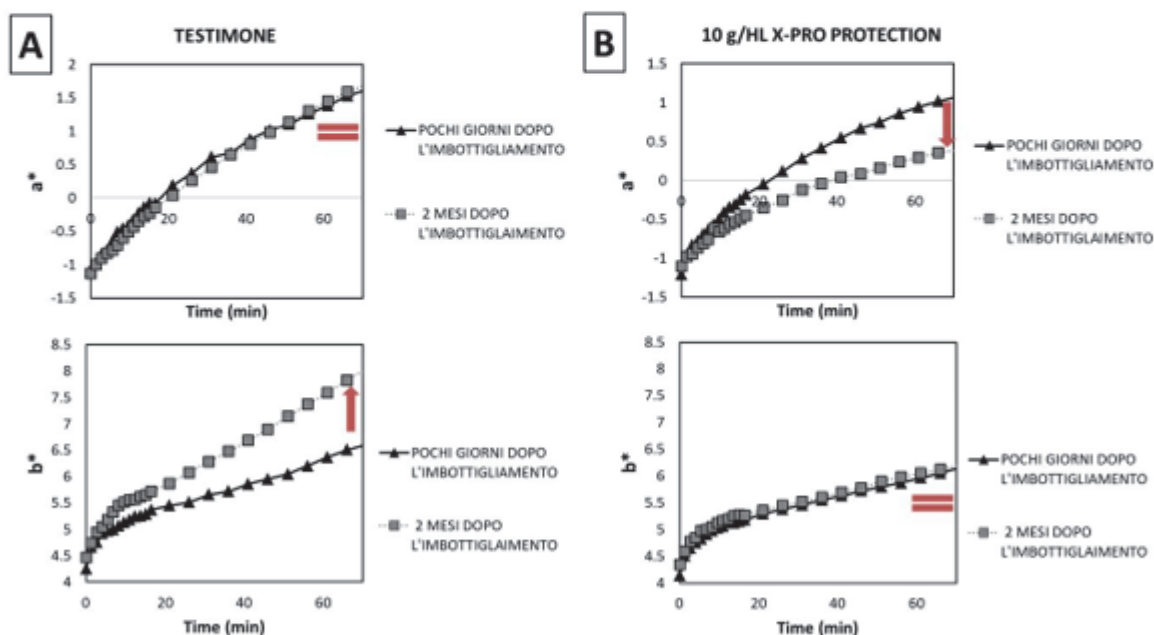 A
TESTIMONE
2
1.5
1
0.5
0
-0.5
-1
-1.5
a*
0
20
40
60
Time (min)
POCHI GIORNI DOPO
L'IMBOTTIGLIAMENTO
2 MESI DOPO
L'IMBOTTIGLAIMENTO
B
10 g/HL X-PRO PROTECTION
1.5
1
0.5
0
-0.5
-1
-1.5
a*
0
20
40
60
Time (min)
POCHI GIORNI DOPO
L'IMBOTTIGLIAMENTO
2 MESI DOPO
L'IMBOTTIGLAIMENTO
8.5
8
7.5
7
6.5
6
5.5
5
4.5
4
b*
0
20
40
60
Time (min)
POCHI GIORNI DOPO
L'IMBOTTIGLIAMENTO
2 MESI DOPO
L'IMBOTTIGLAIMENTO
8.5
8
7.5
7
6.5
6
5.5
5
4.5
4
b*
0
20
40
60
Time (min)
POCHI GIORNI DOPO
L'IMBOTTIGLIAMENTO
2 MESI DOPO
L'IMBOTTIGLAIMENTO